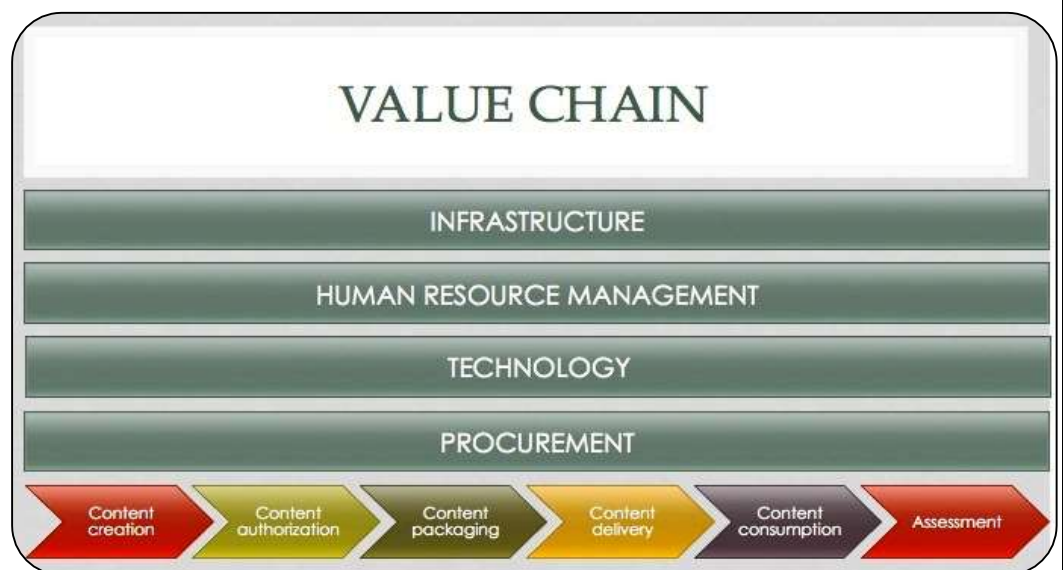 VALUE CHAIN
INFRASTRUCTURE
HUMAN RESOURCE MANAGEMENT
TECHNOLOGY
PROCUREMENT
Content
creation
Content
authorization
Content
packaging
Content
delivery
Content
consumption
Assessment